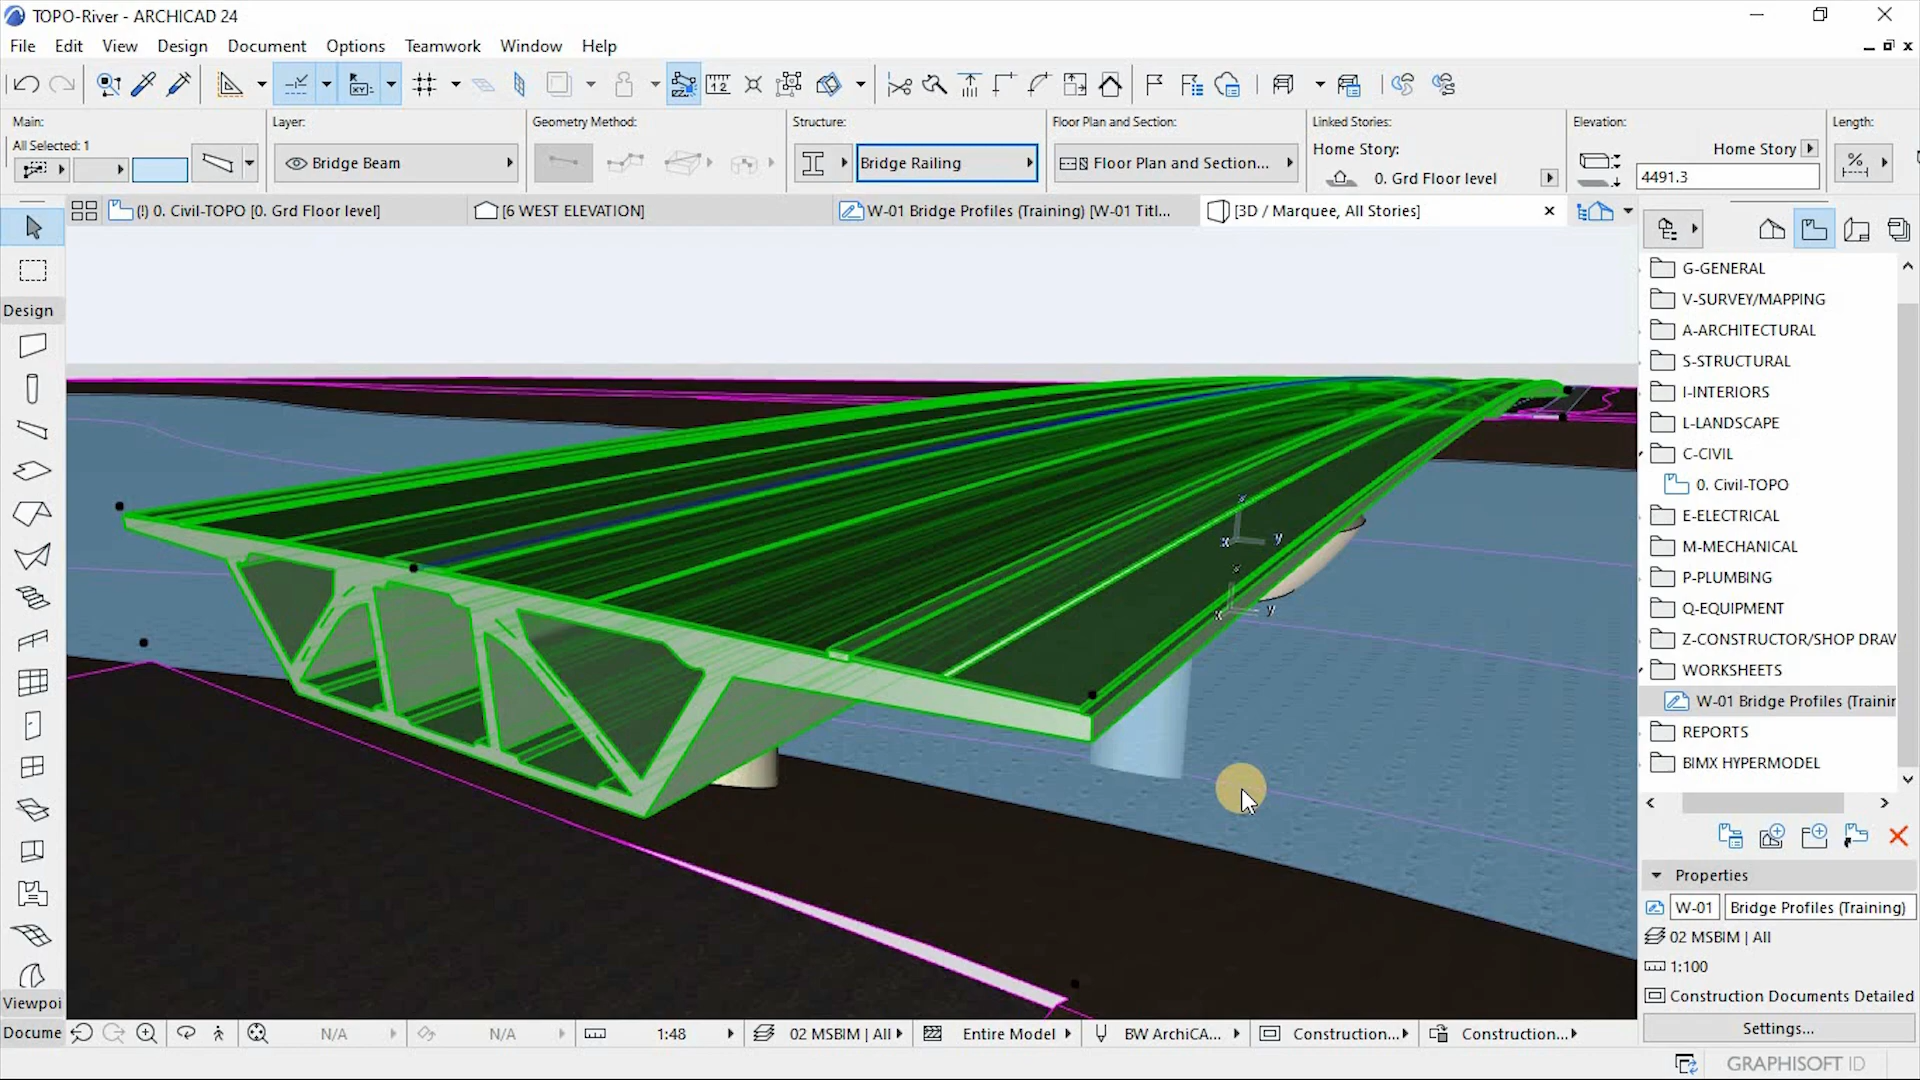 TOPO-River - ARCHICAD 24
File Edit View Design Document Options Teamwork Window Help
Main: Layer: Geometry Method: Structure: Floor Plan and Section: Linked Stories: Elevation: Length:
All Selected: 1
Bridge Beam
Bridge Railing
Floor Plan and Section...
Home Story:
0. Grd Floor level
Home Story
4491.3
(!) 0. Civil-TOPO [0. Grd Floor level]
[6 WEST ELEVATION]
W-01 Bridge Profiles (Training) [W-01 Titl...
[3D / Marquee, All Stories]
Design
G-GENERAL
V-SURVEY/MAPPING
A-ARCHITECTURAL
S-STRUCTURAL
I-INTERIORS
L-LANDSCAPE
C-CIVIL
0. Civil-TOPO
E-ELECTRICAL
M-MECHANICAL
P-PLUMBING
Q-EQUIPMENT
Z-CONSTRUCTOR/SHOP DRAW
WORKSHEETS
W-01 Bridge Profiles (Trainin
REPORTS
BIMX HYPERMODEL
z
x y
z
x y
Properties
W-01 Bridge Profiles (Training)
02 MSBIM | All
1:100
Construction Documents Detailed
Settings...
Viewpoi
Docume
N/A
N/A
1:48
02 MSBIM | All
Entire Model
BW ArchiCA...
Construction...
Construction...
GRAPHISOFT ID